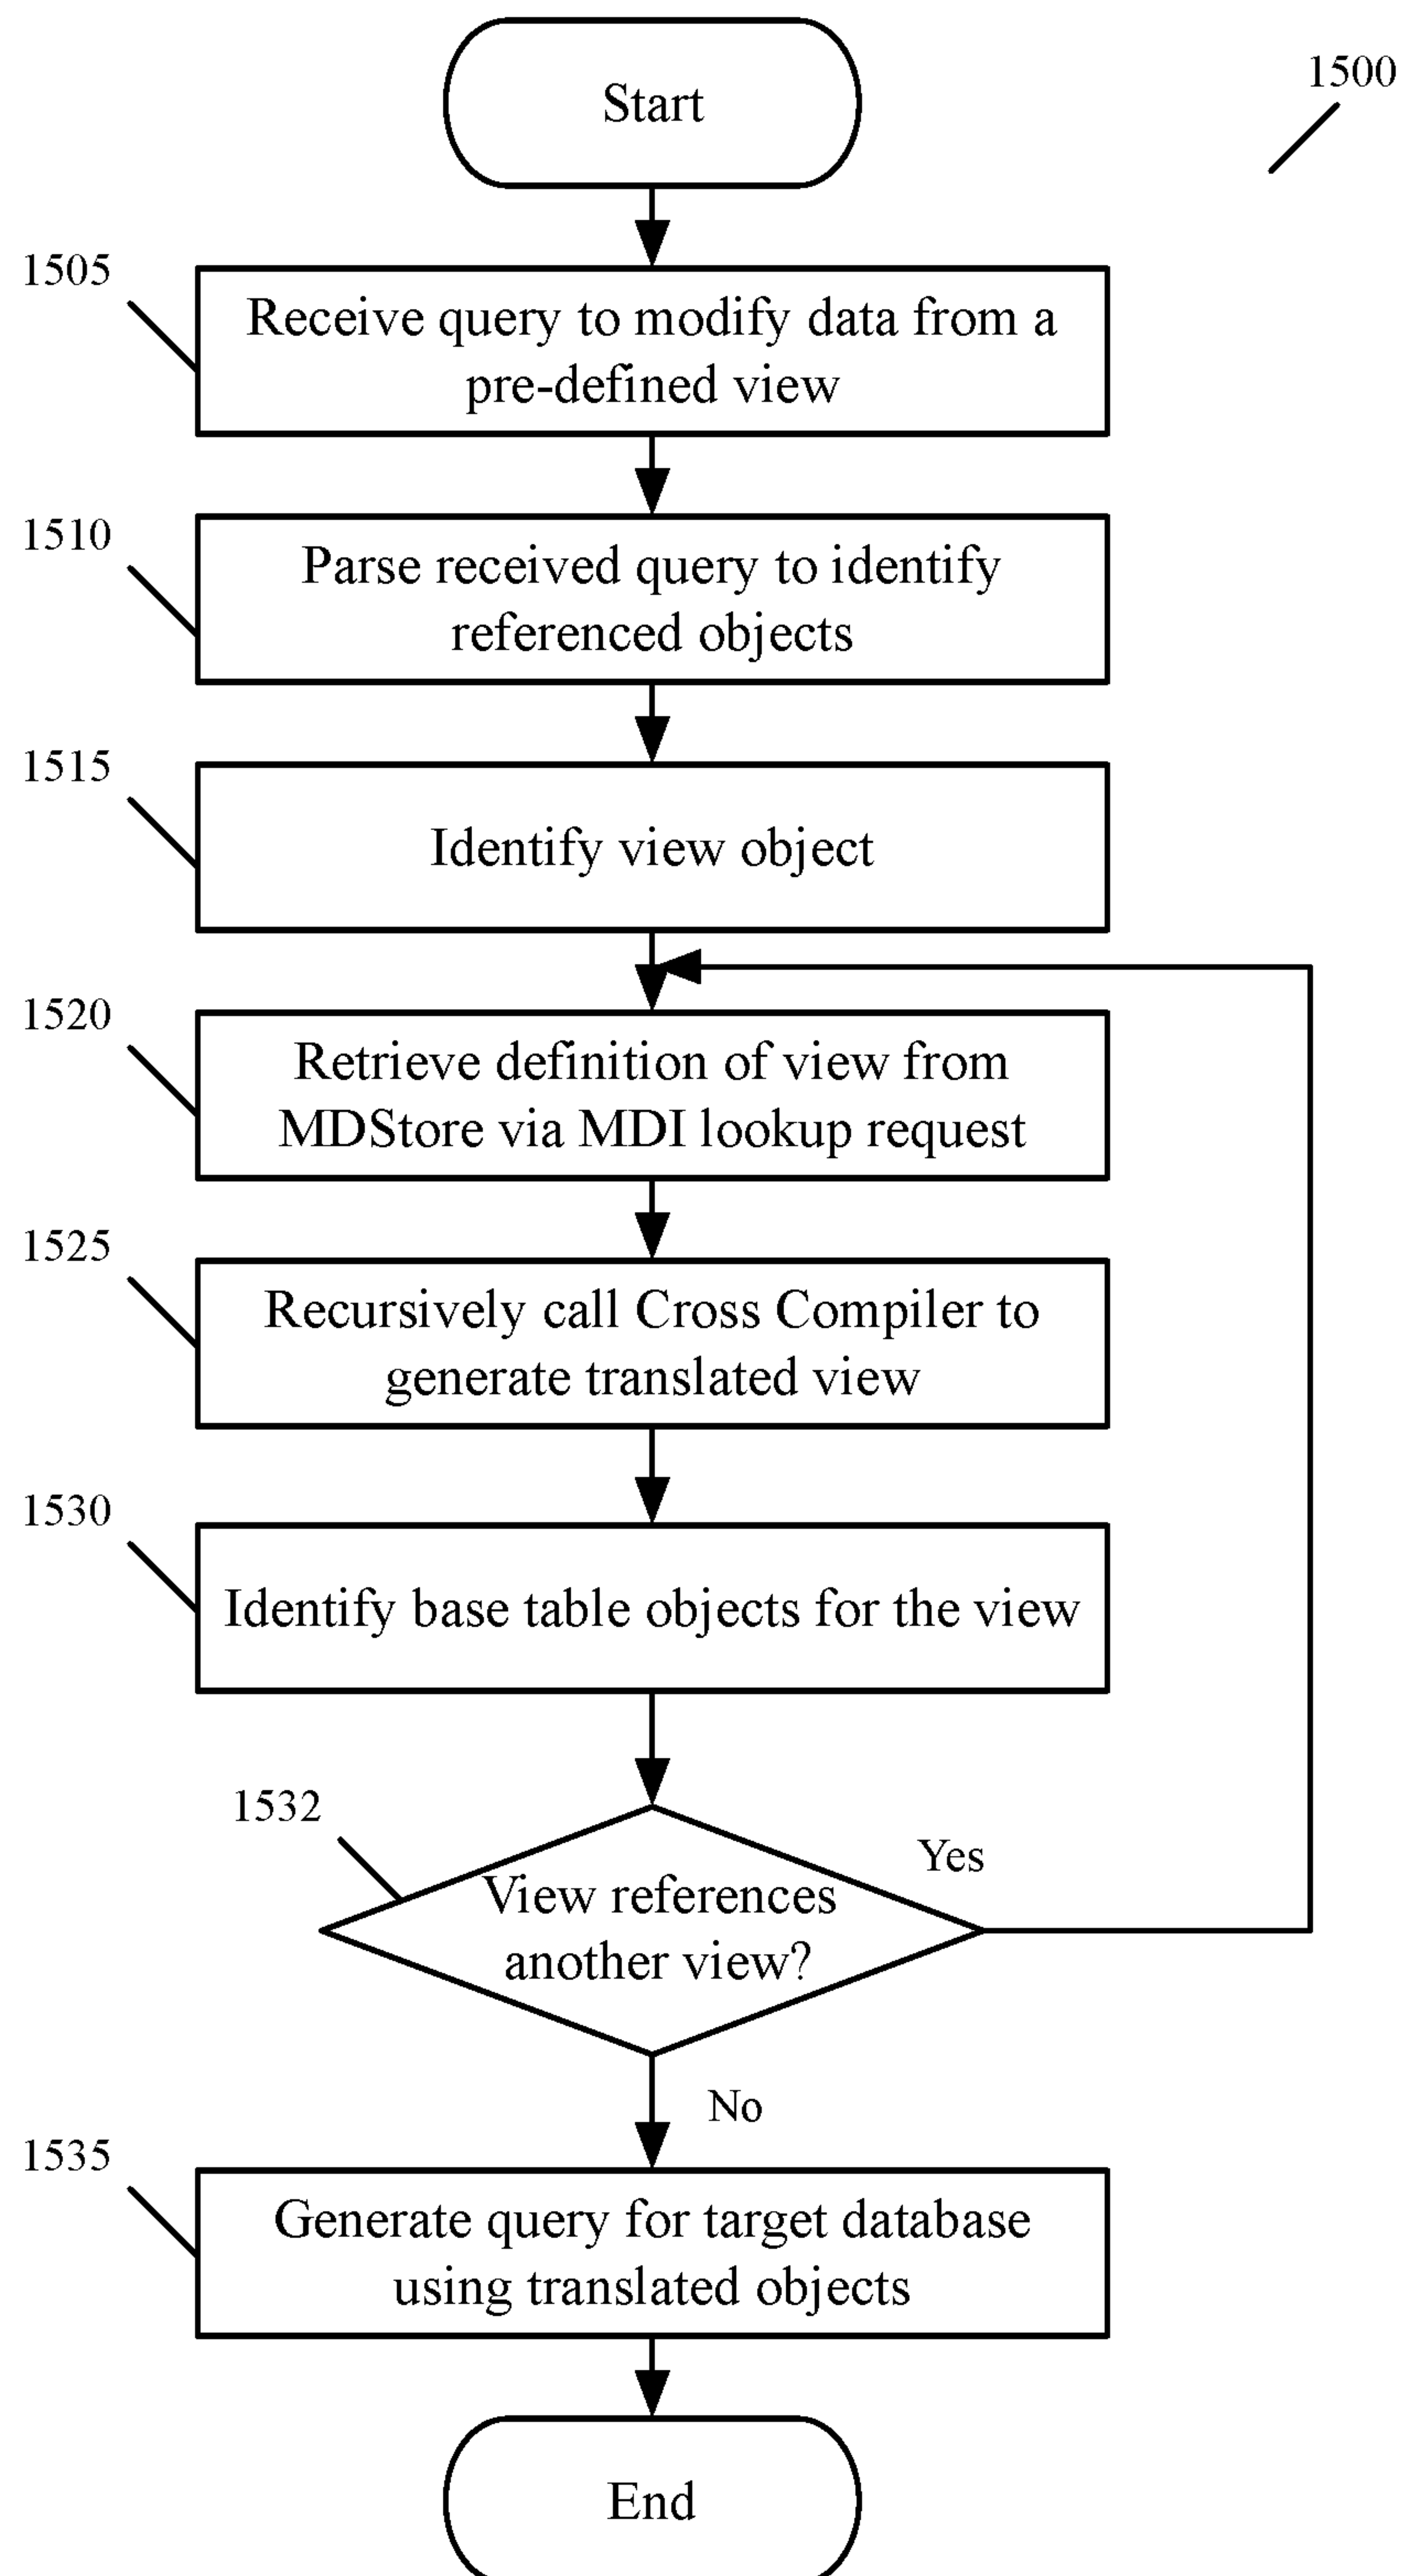 Start
1500
1505
Receive query to modify data from a
pre-defined view
1510
Parse received query to identify
referenced objects
1515
Identify view object
1520
Retrieve definition of view from
MDStore via MDI lookup request
1525
Recursively call Cross Compiler to
generate translated view
1530
Identify base table objects for the view
1532
Yes
View references
another view?
No
1535
Generate query for target database
using translated objects
End